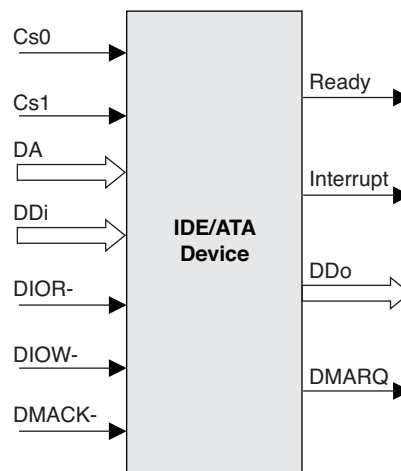 Cs0
Cs1
DA
DDi
DIOR-
DIOW-
DMACK-
IDE/ATA
Device
Ready
Interrupt
DDo
DMARQ